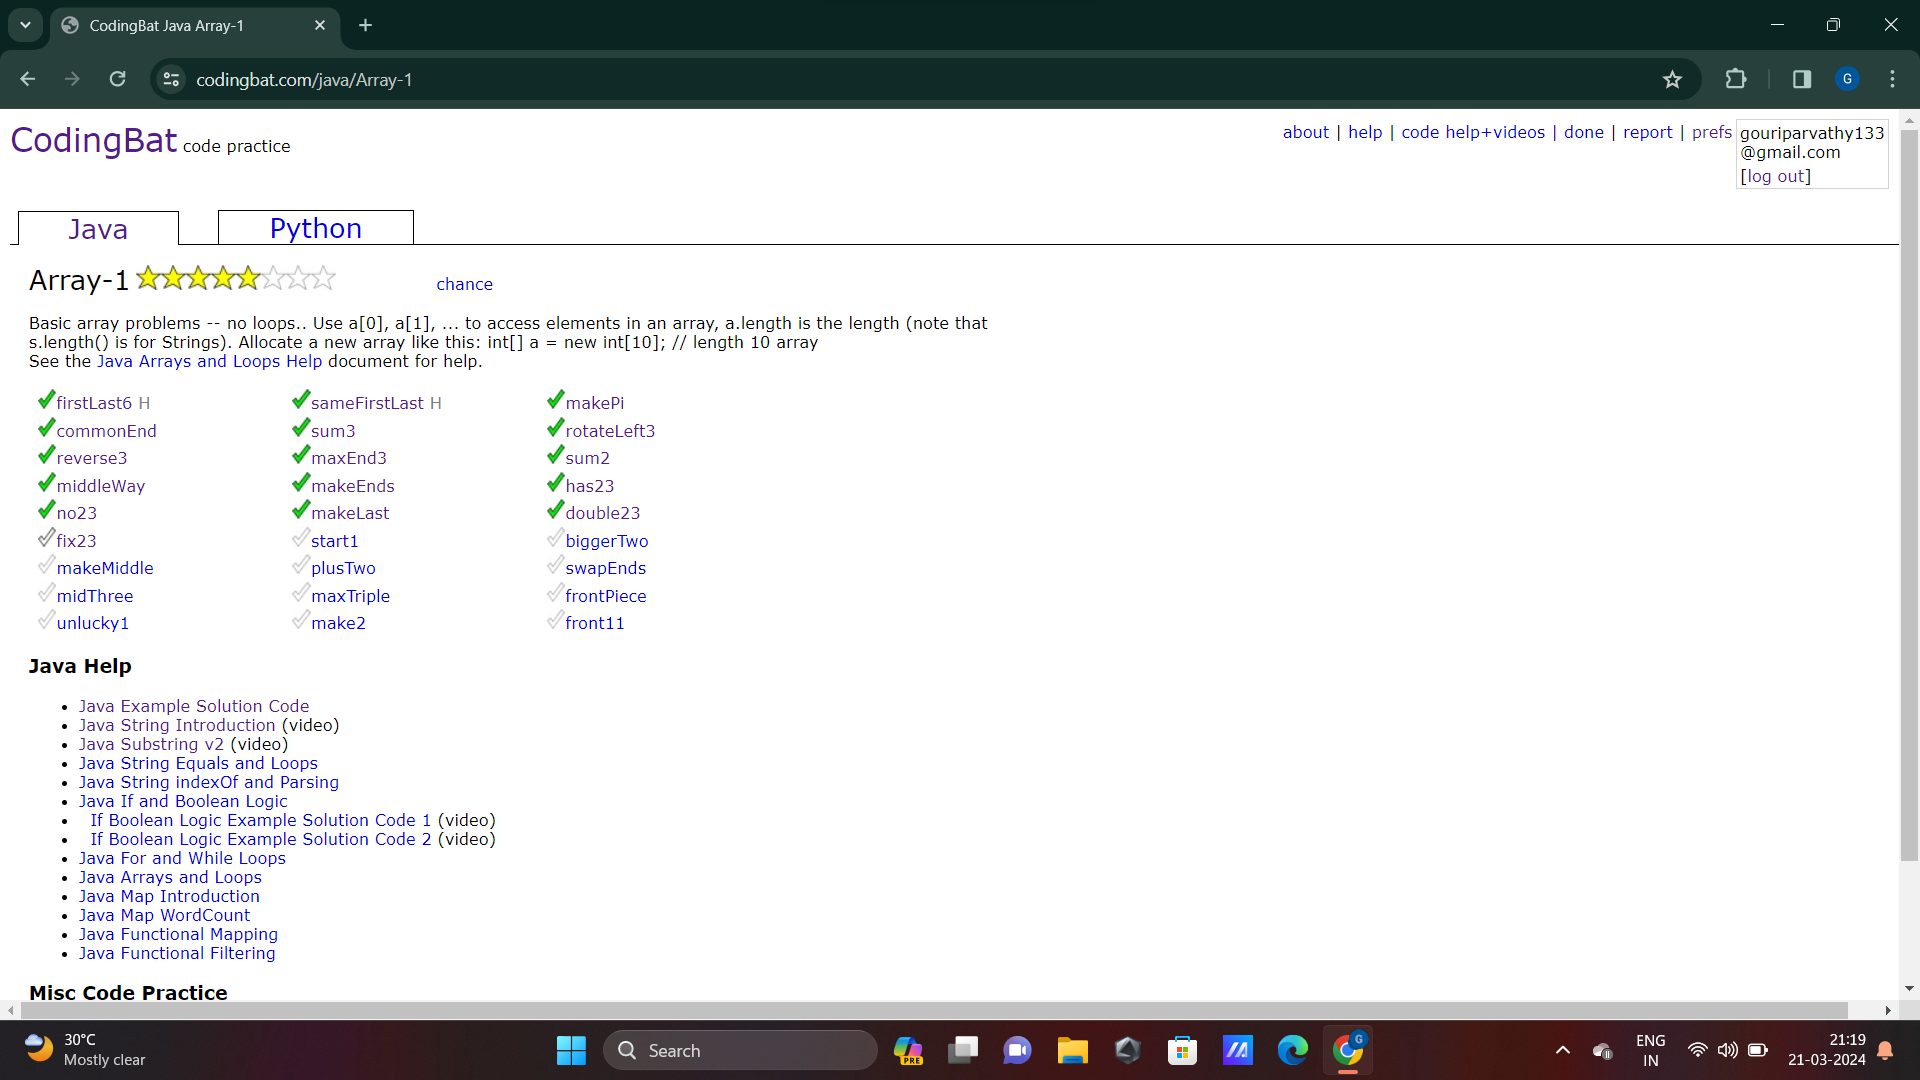 CodingBat Java Array-1
codingbat.com/java/Array-1
G
CodingBat code practice
about | help | code help+videos | done | report | prefs
gouriparvathy133
@gmail.com
[log out]
Java
Python
Array-1
chance
Basic array problems -- no loops.. Use a[0], a[1], ... to access elements in an array, a.length is the length (note that
s.length() is for Strings). Allocate a new array like this: int[] a = new int[10]; // length 10 array
See the Java Arrays and Loops Help document for help.
firstLast6 H sameFirstLast H makePi
commonEnd sum3 rotateLeft3
reverse3 maxEnd3 sum2
middleWay makeEnds has23
no23 makeLast double23
fix23 start1 biggerTwo
makeMiddle plusTwo swapEnds
midThree maxTriple frontPiece
unlucky1 make2 front11
Java Help
Java Example Solution Code
Java String Introduction (video)
Java Substring v2 (video)
Java String Equals and Loops
Java String indexOf and Parsing
Java If and Boolean Logic
If Boolean Logic Example Solution Code 1 (video)
If Boolean Logic Example Solution Code 2 (video)
Java For and While Loops
Java Arrays and Loops
Java Map Introduction
Java Map WordCount
Java Functional Mapping
Java Functional Filtering
Misc Code Practice
30°C
Mostly clear
Search
PRE
G
ENG
IN
21:19
21-03-2024